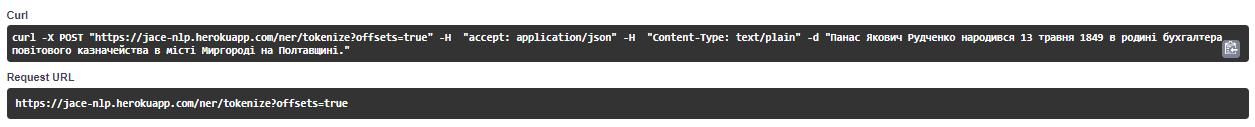 Curl
curl -X POST "https://jace-nlp.herokuapp.com/ner/tokenize?offsets=true" -H  "accept: application/json" -H  "Content-Type: text/plain" -d "Панас Якович Рудченко народився 13 травня 1849 в родині бухгалтера
повітового казначейства в місті Миргороді на Полтавщині."
Request URL
https://jace-nlp.herokuapp.com/ner/tokenize?offsets=true